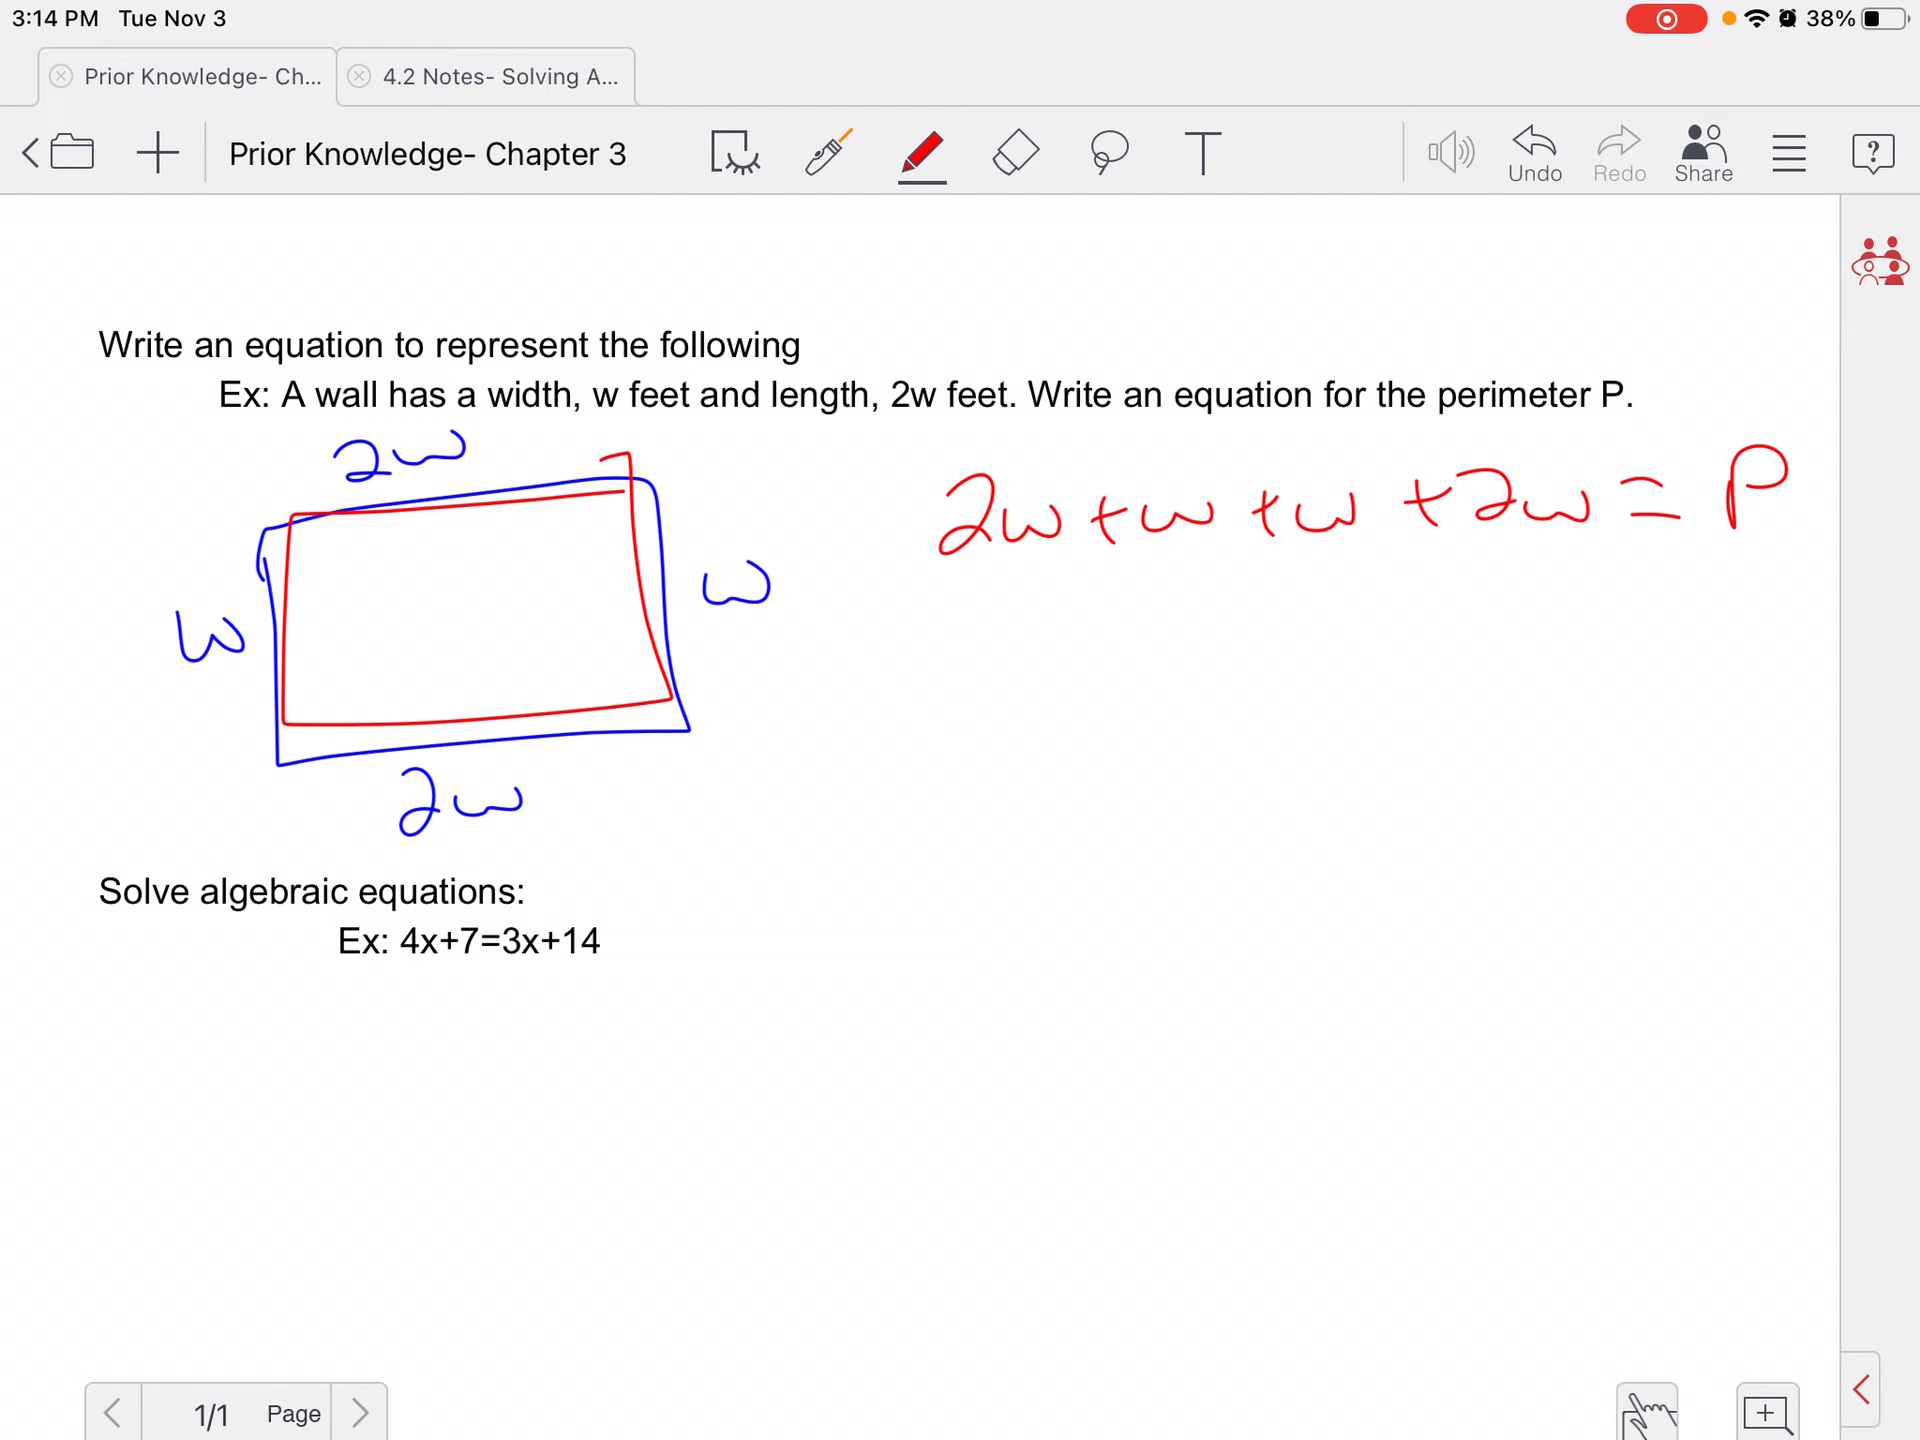 3:14 PM Tue Nov 3 38%
Prior Knowledge- Ch... 4.2 Notes- Solving A...
Prior Knowledge- Chapter 3 T Undo Redo Share ?
Write an equation to represent the following
Ex: A wall has a width, w feet and length, 2w feet. Write an equation for the perimeter P.
2w
2w + w + w + 2w = P
w
w
2w
Solve algebraic equations:
Ex: 4x+7=3x+14
1/1 Page